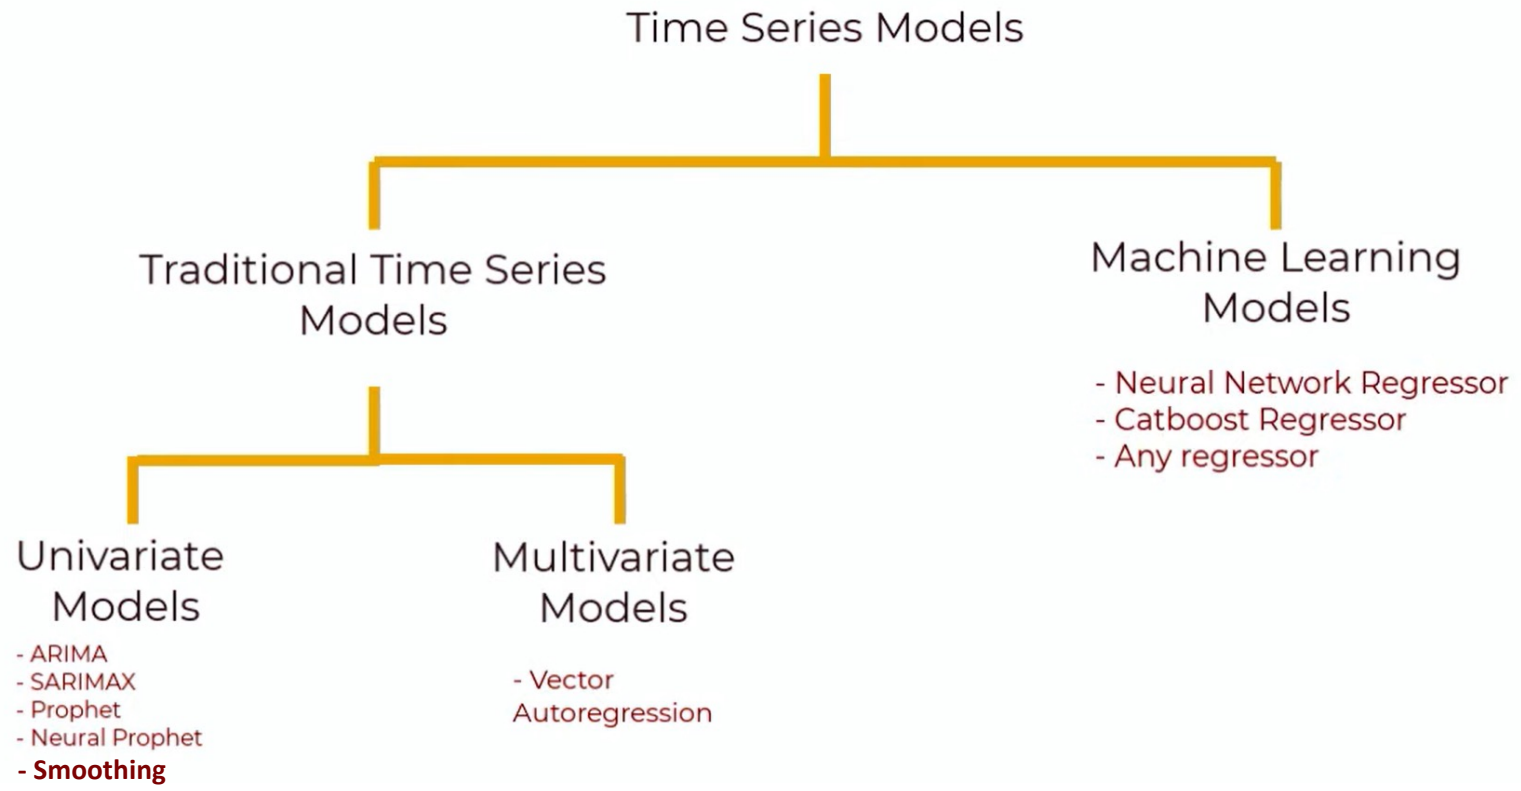 Time Series Models
Traditional Time Series
Models
Machine Learning
Models
- Neural Network Regressor
- Catboost Regressor
- Any regressor
Univariate
Models
- ARIMA
- SARIMAX
- Prophet
- Neural Prophet
- Smoothing
Multivariate
Models
- Vector
Autoregression